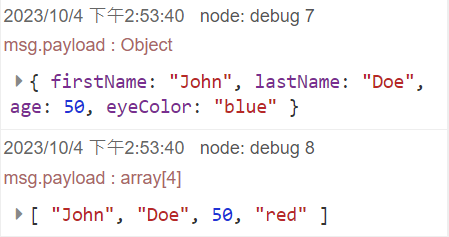 2023/10/4 下午2:53:40 node: debug 7
msg.payload : Object
{ firstName: "John", lastName: "Doe",
age: 50, eyeColor: "blue" }
2023/10/4 下午2:53:40 node: debug 8
msg.payload : array[4]
[ "John", "Doe", 50, "red" ]